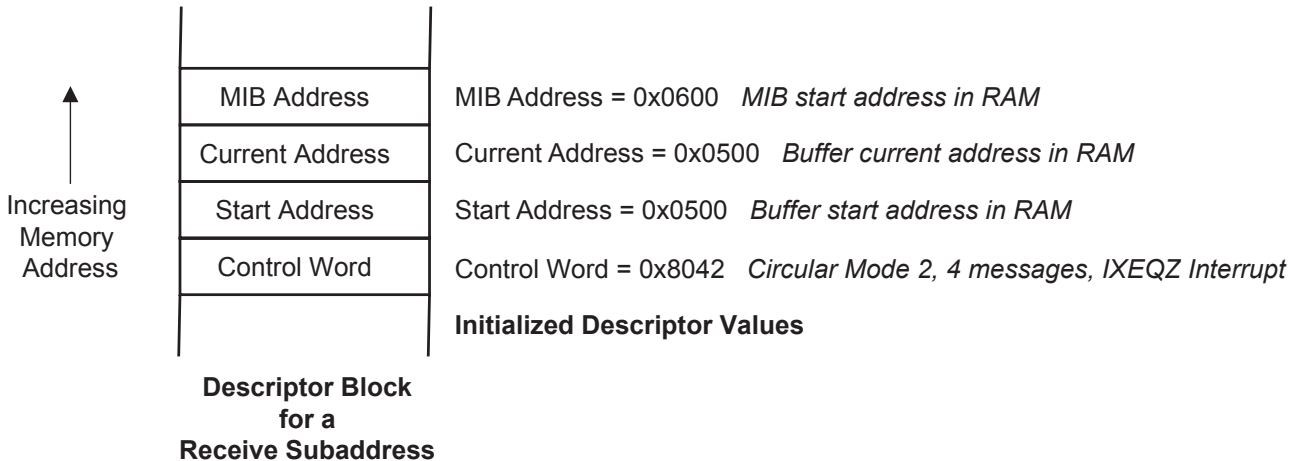 MIB Address
MIB Address = 0x0600 MIB start address in RAM
Current Address
Current Address = 0x0500 Buffer current address in RAM
Increasing
Memory
Address
Start Address
Start Address = 0x0500 Buffer start address in RAM
Control Word
Control Word = 0x8042 Circular Mode 2, 4 messages, IXEQZ Interrupt
Initialized Descriptor Values
Descriptor Block
for a
Receive Subaddress